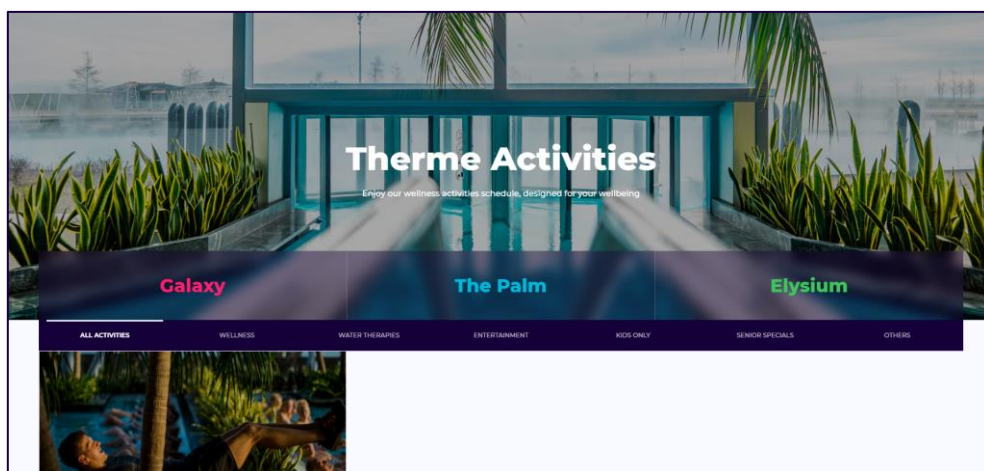 Therme Activities
Enjoy our wellness activities schedule, designed for your wellbeing
Galaxy The Palm Elysium
ALL ACTIVITIES WELLNESS WATER THERAPIES ENTERTAINMENT KIDS ONLY SENIOR SPECIALS OTHERS